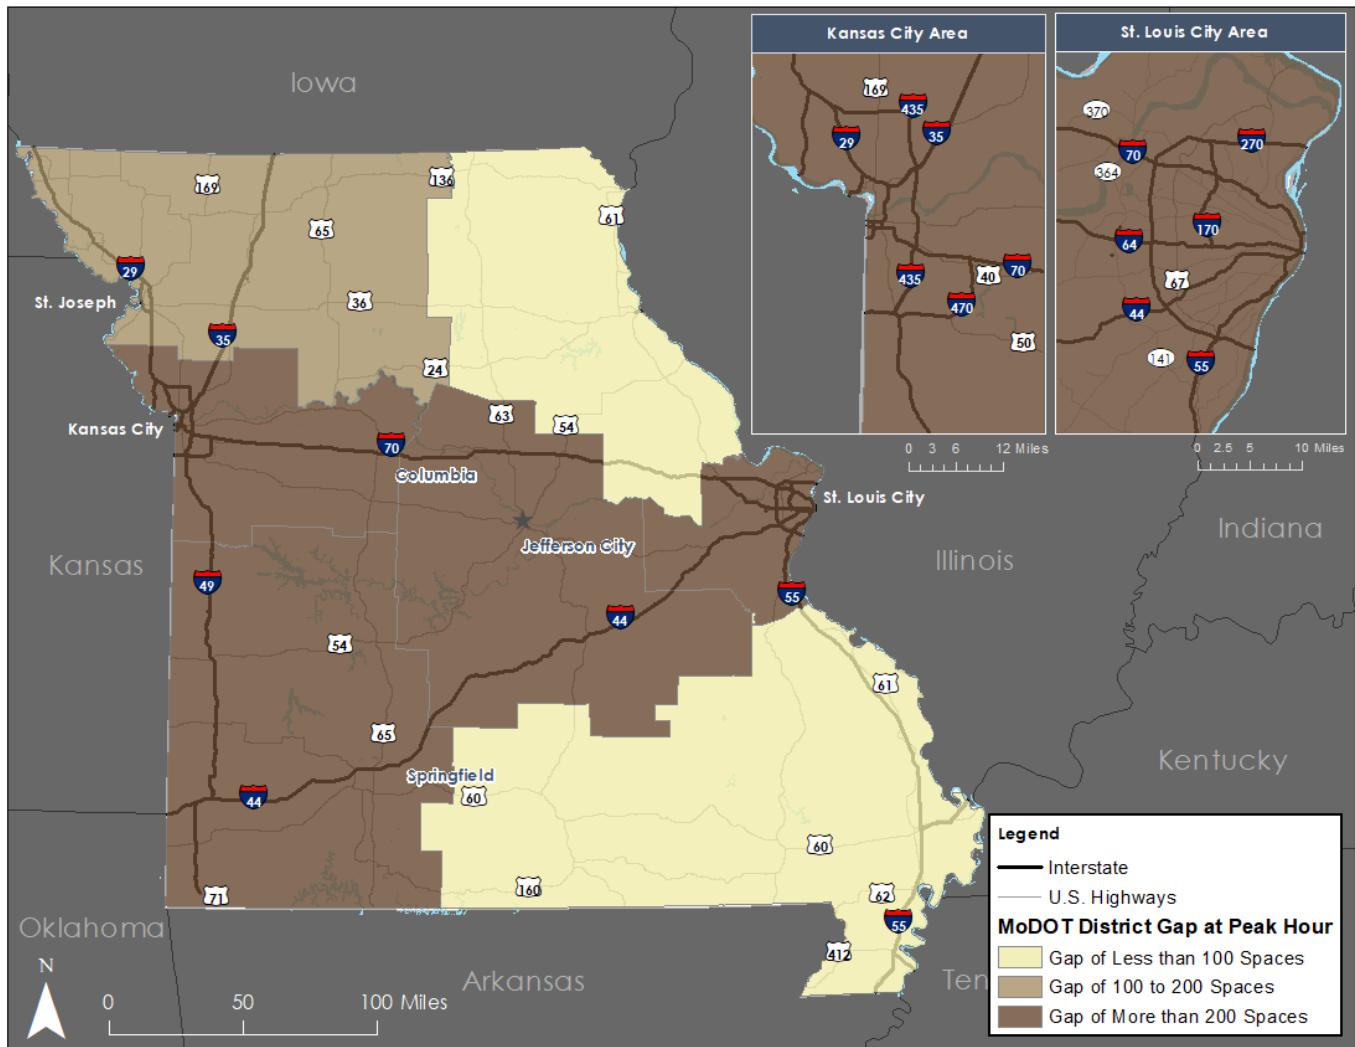 Kansas City Area
St. Louis City Area
Iowa
169
435
29
35
435
70
40
470
50
0 3 6 12 Miles
370
70
270
364
170
64
67
44
141
55
0 2.5 5 10 Miles
169
136
65
61
29
St. Joseph
36
35
24
63
54
Kansas City
70
Columbia
St. Louis City
Jefferson City
Kansas
Illinois
Indiana
49
55
44
54
61
65
Kentucky
Springfield
60
44
60
160
71
62
55
412
Oklahoma
Arkansas
Ten
N
0 50 100 Miles
Legend
Interstate
U.S. Highways
MoDOT District Gap at Peak Hour
Gap of Less than 100 Spaces
Gap of 100 to 200 Spaces
Gap of More than 200 Spaces